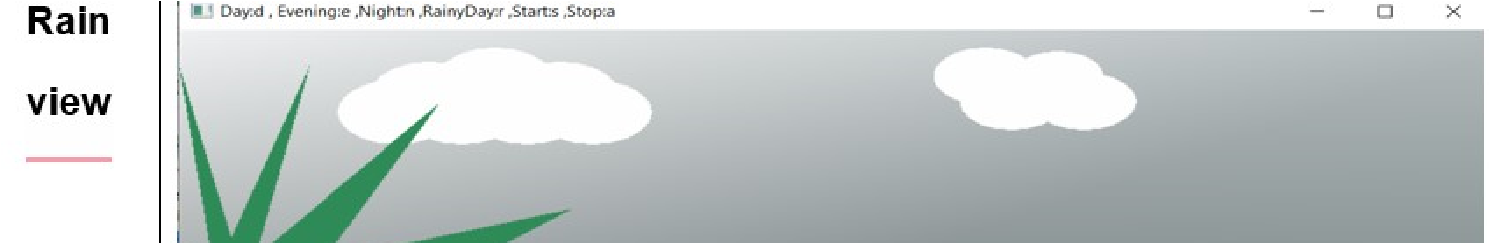 Rain
view
Day:d , Evening:e ,Night:n ,RainyDay:r ,Start:s ,Stop:a